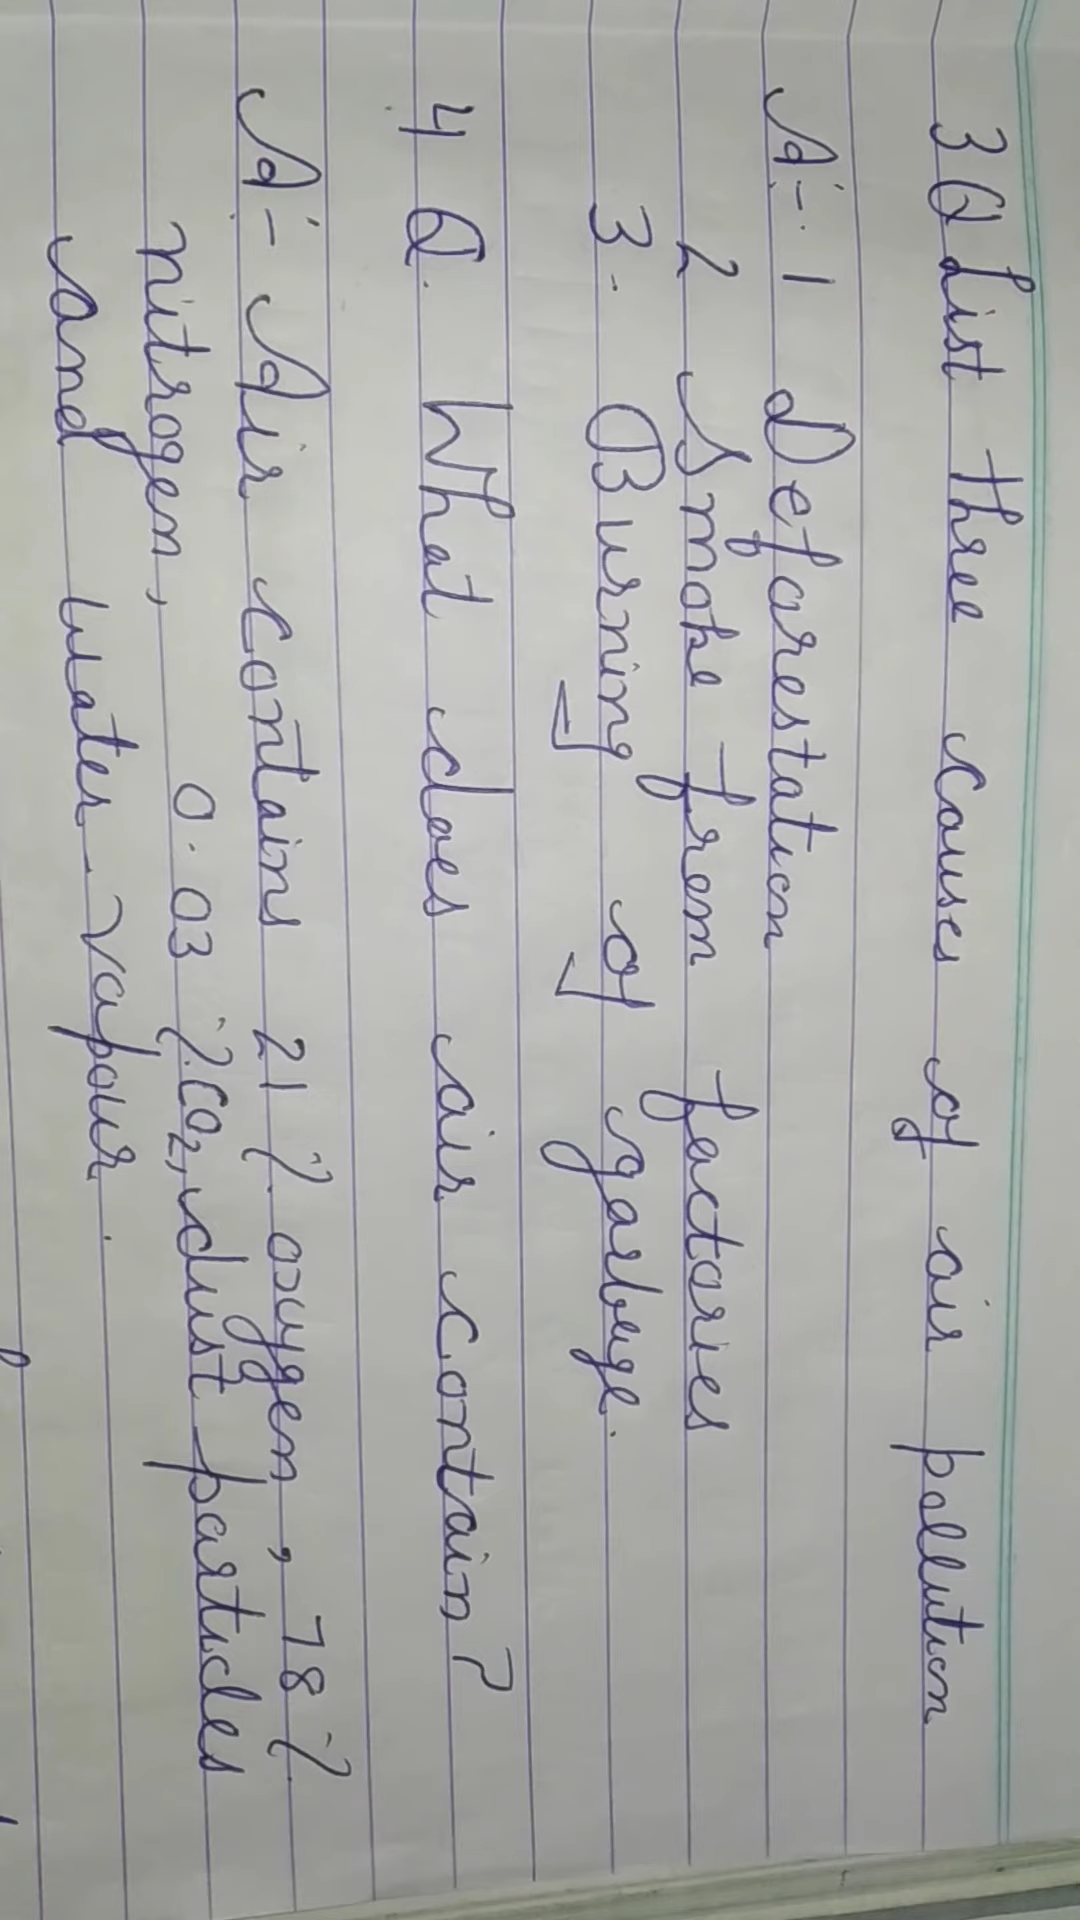 3 Q List three causes of air pollution
A:- 1 Deforestation
2 Smoke from factories
3. Burning of garbage.
4 Q. What does air contain?
A:- Air contains 21% oxygen, 78%
nitrogen, 0.03% CO₂, dust particles
and water vapour.